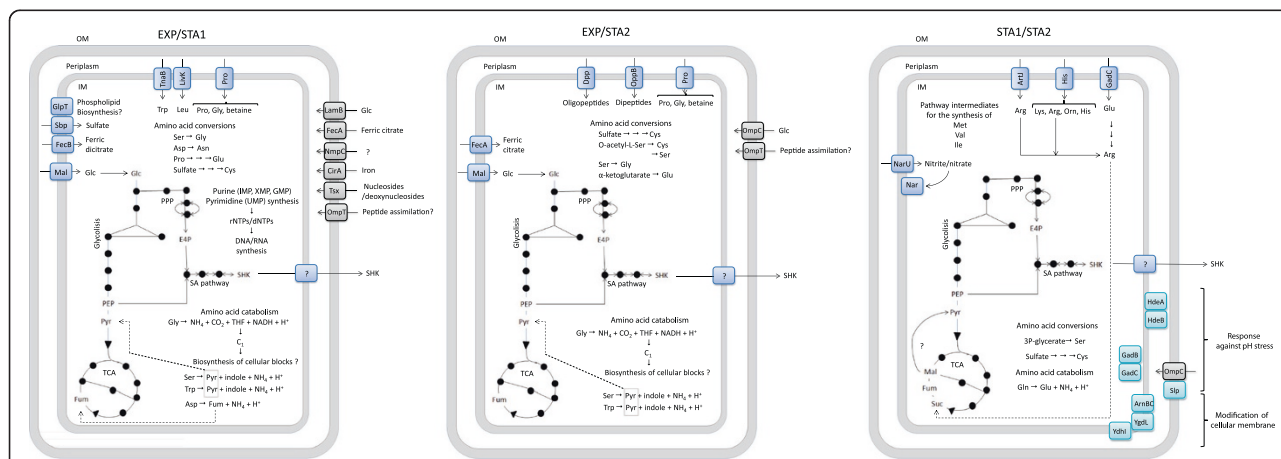 EXP/STA1
OM
Periplasm
IM
TnaB
LivK
Pro
Trp
Leu
Pro, Gly, betaine
GlpT
Phospholipid
Biosynthesis?
Sbp
Sulfate
FecB
Ferric
dicitrate
Mal
Glc
Glc
Amino acid conversions
Ser → Gly
Asp → Asn
Pro → → → Glu
Sulfate → → → Cys
LamB
Glc
FecA
Ferric citrate
NmpC
?
CirA
Iron
Tsx
Nucleosides
/deoxynucleosides
OmpT
Peptide assimilation?
PPP
Purine (IMP, XMP, GMP)
Pyrimidine (UMP) synthesis
↓
rNTPs/dNTPs
↓
DNA/RNA
synthesis
Glycolisis
E4P
SHK
SA pathway
?
SHK
PEP
Pyr
Amino acid catabolism
Gly → NH4 + CO2 + THF + NADH + H+
↓
C1
↓
Biosynthesis of cellular blocks ?
TCA
Fum
Ser → Pyr + indole + NH4 + H+
Trp → Pyr + indole + NH4 + H+
Asp → Fum + NH4 + H+
EXP/STA2
OM
Periplasm
IM
Dpp
OppB
Pro
Oligopeptides
Dipeptides
Pro, Gly, betaine
Amino acid conversions
Sulfate → → → Cys
O-acetyl-L-Ser → Cys
→ Ser
Ser → Gly
α-ketoglutarate → Glu
FecA
Ferric
citrate
Mal
Glc
Glc
OmpC
Glc
OmpT
Peptide assimilation?
PPP
Glycolisis
E4P
SHK
SA pathway
?
SHK
PEP
Pyr
Amino acid catabolism
Gly → NH4 + CO2 + THF + NADH + H+
↓
C1
↓
Biosynthesis of cellular blocks ?
TCA
Fum
Ser → Pyr + indole + NH4 + H+
Trp → Pyr + indole + NH4 + H+
STA1/STA2
OM
Periplasm
IM
ArtJ
His
GadC
Arg
Lys, Arg, Orn, His
Glu
Arg
Pathway intermediates
for the synthesis of
Met
Val
Ile
NarU
Nitrite/nitrate
Nar
PPP
Glycolisis
E4P
SHK
SA pathway
?
SHK
PEP
Pyr
?
TCA
Mal
Fum
Suc
Amino acid conversions
3P-glycerate → Ser
Sulfate → → → Cys
Amino acid catabolism
Gln → Glu + NH4 + H+
HdeA
HdeB
GadB
GadC
OmpC
Slp
Response
against pH stress
ArnBC
YgdL
YdhI
Modification of
cellular membrane